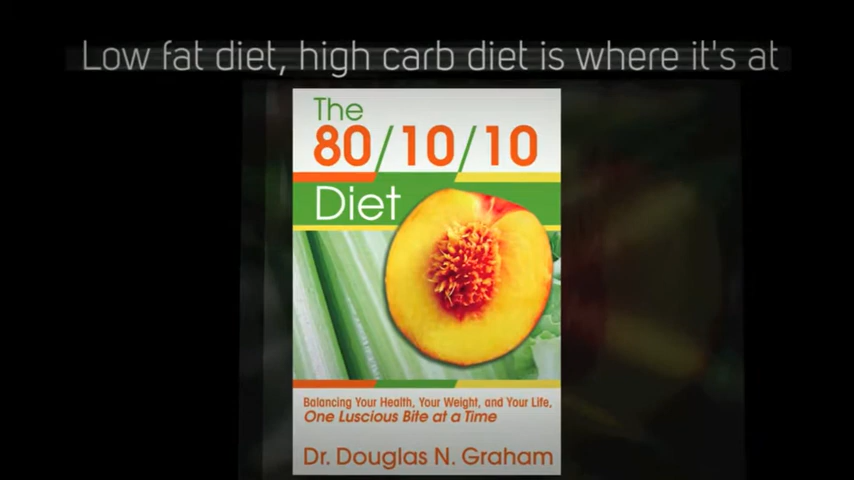 Low fat diet, high carb diet is where it's at
The
80/10/10
Diet
Balancing Your Health, Your Weight, and Your Life,
One Luscious Bite at a Time
Dr. Douglas N. Graham